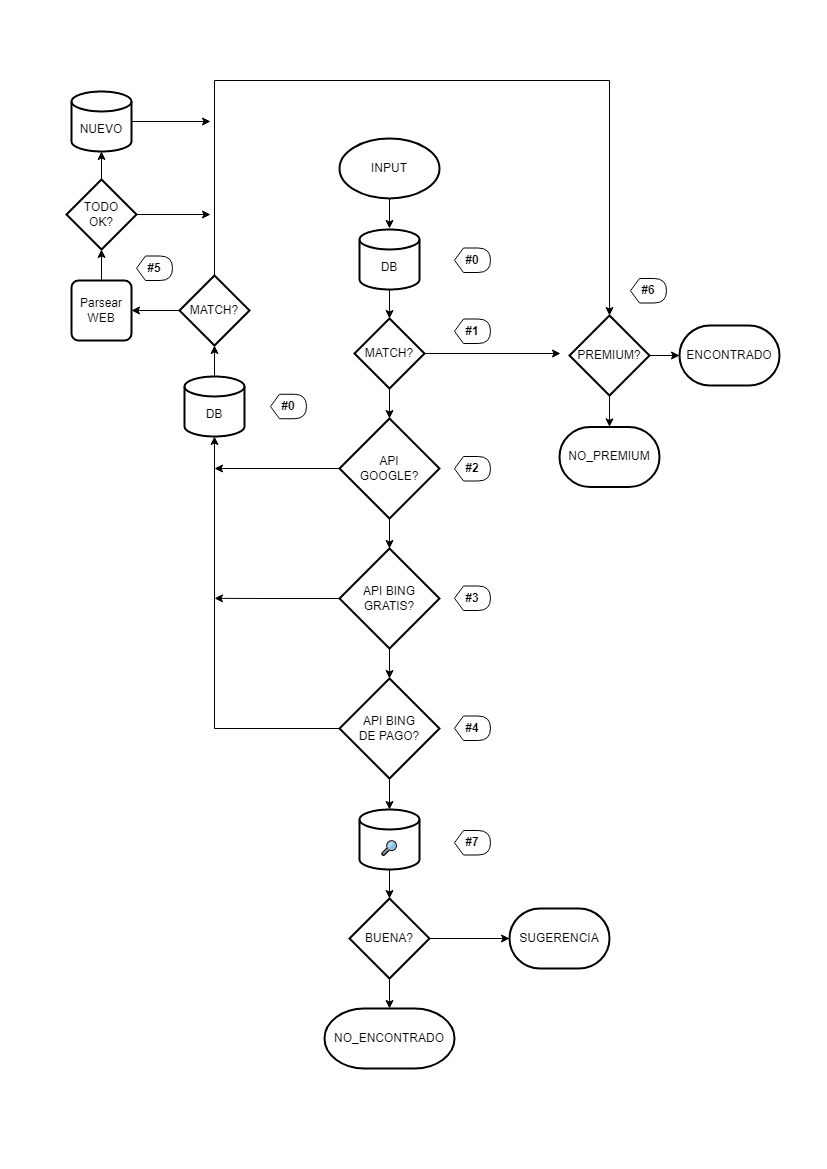 NUEVO
INPUT
TODO
OK?
DB
#0
#5
#6
Parsear
WEB
MATCH?
#1
MATCH?
PREMIUM?
ENCONTRADO
DB
#0
NO_PREMIUM
API
GOOGLE?
#2
API BING
GRATIS?
#3
API BING
DE PAGO?
#4
#7
BUENA?
SUGERENCIA
NO_ENCONTRADO